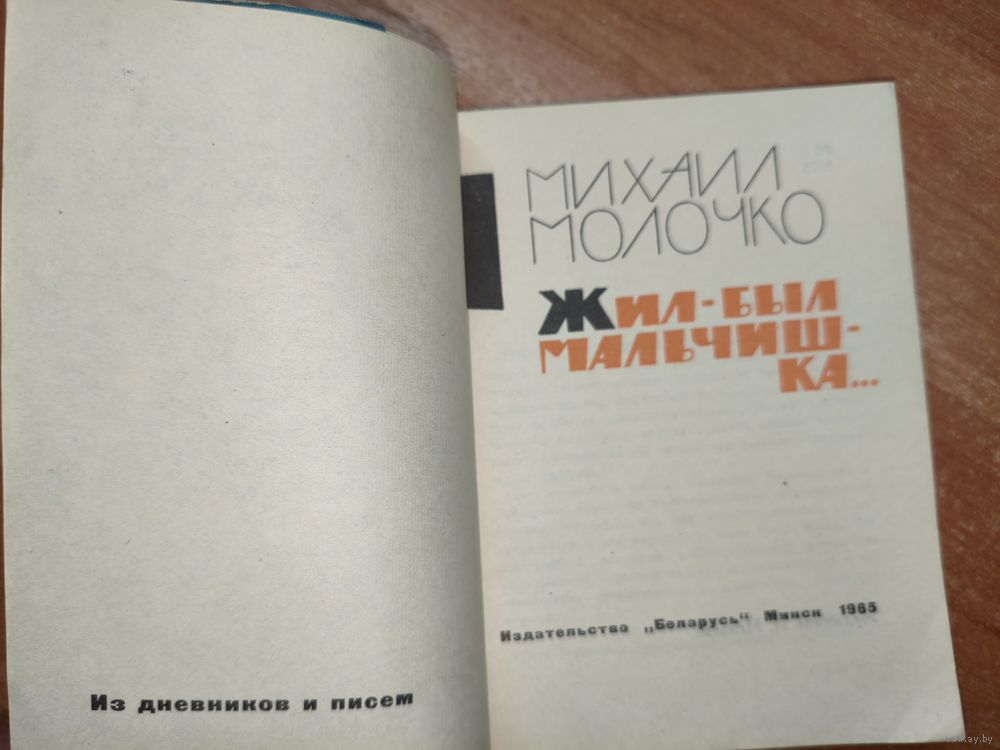 Из дневников и писем
МИХАИЛ
МОЛОЧКО
ЖИЛ-БЫЛ
МАЛЬЧИШ-
КА...
Издательство „Беларусь“ Минск 1965